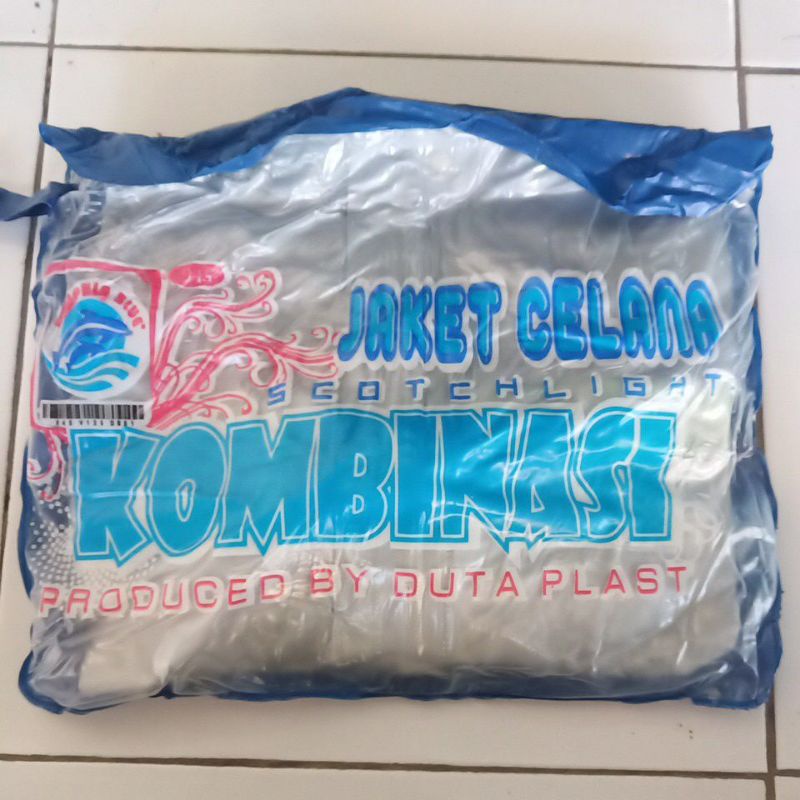 JAKET CELANA
SCOTCHLIGHT
KOMBINASI
PRODUCED BY DUTA PLAST